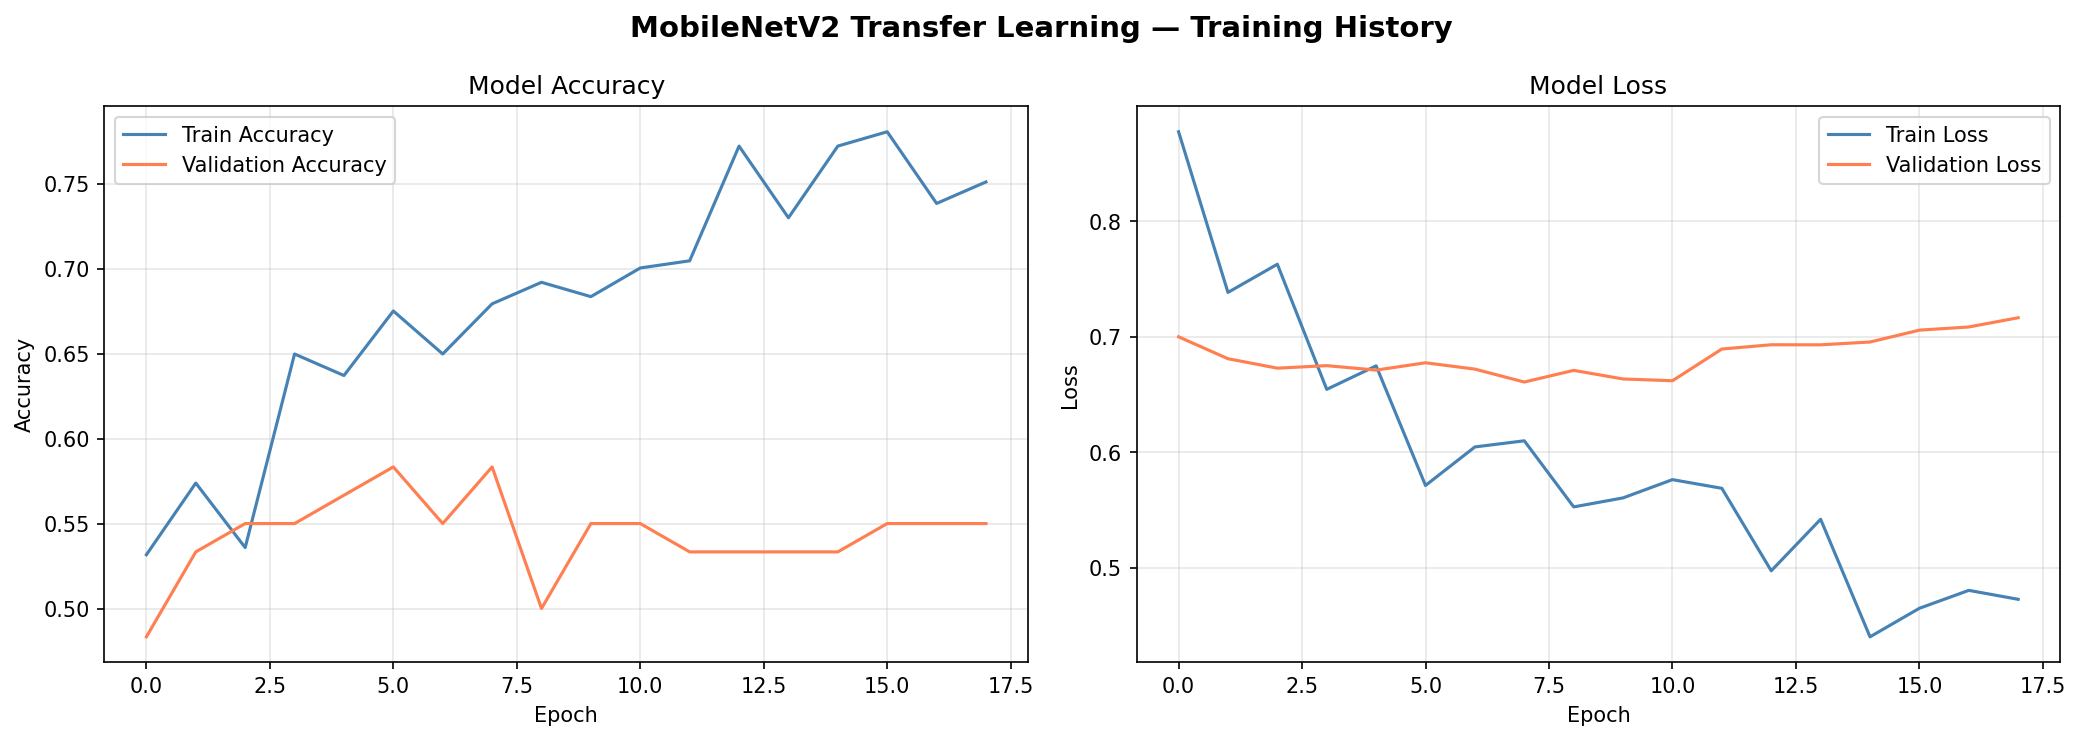 MobileNetV2 Transfer Learning — Training History
Model Accuracy
Train Accuracy
Validation Accuracy
Accuracy
0.75
0.70
0.65
0.60
0.55
0.50
0.0 2.5 5.0 7.5 10.0 12.5 15.0 17.5
Epoch
Model Loss
Train Loss
Validation Loss
Loss
0.8
0.7
0.6
0.5
0.0 2.5 5.0 7.5 10.0 12.5 15.0 17.5
Epoch